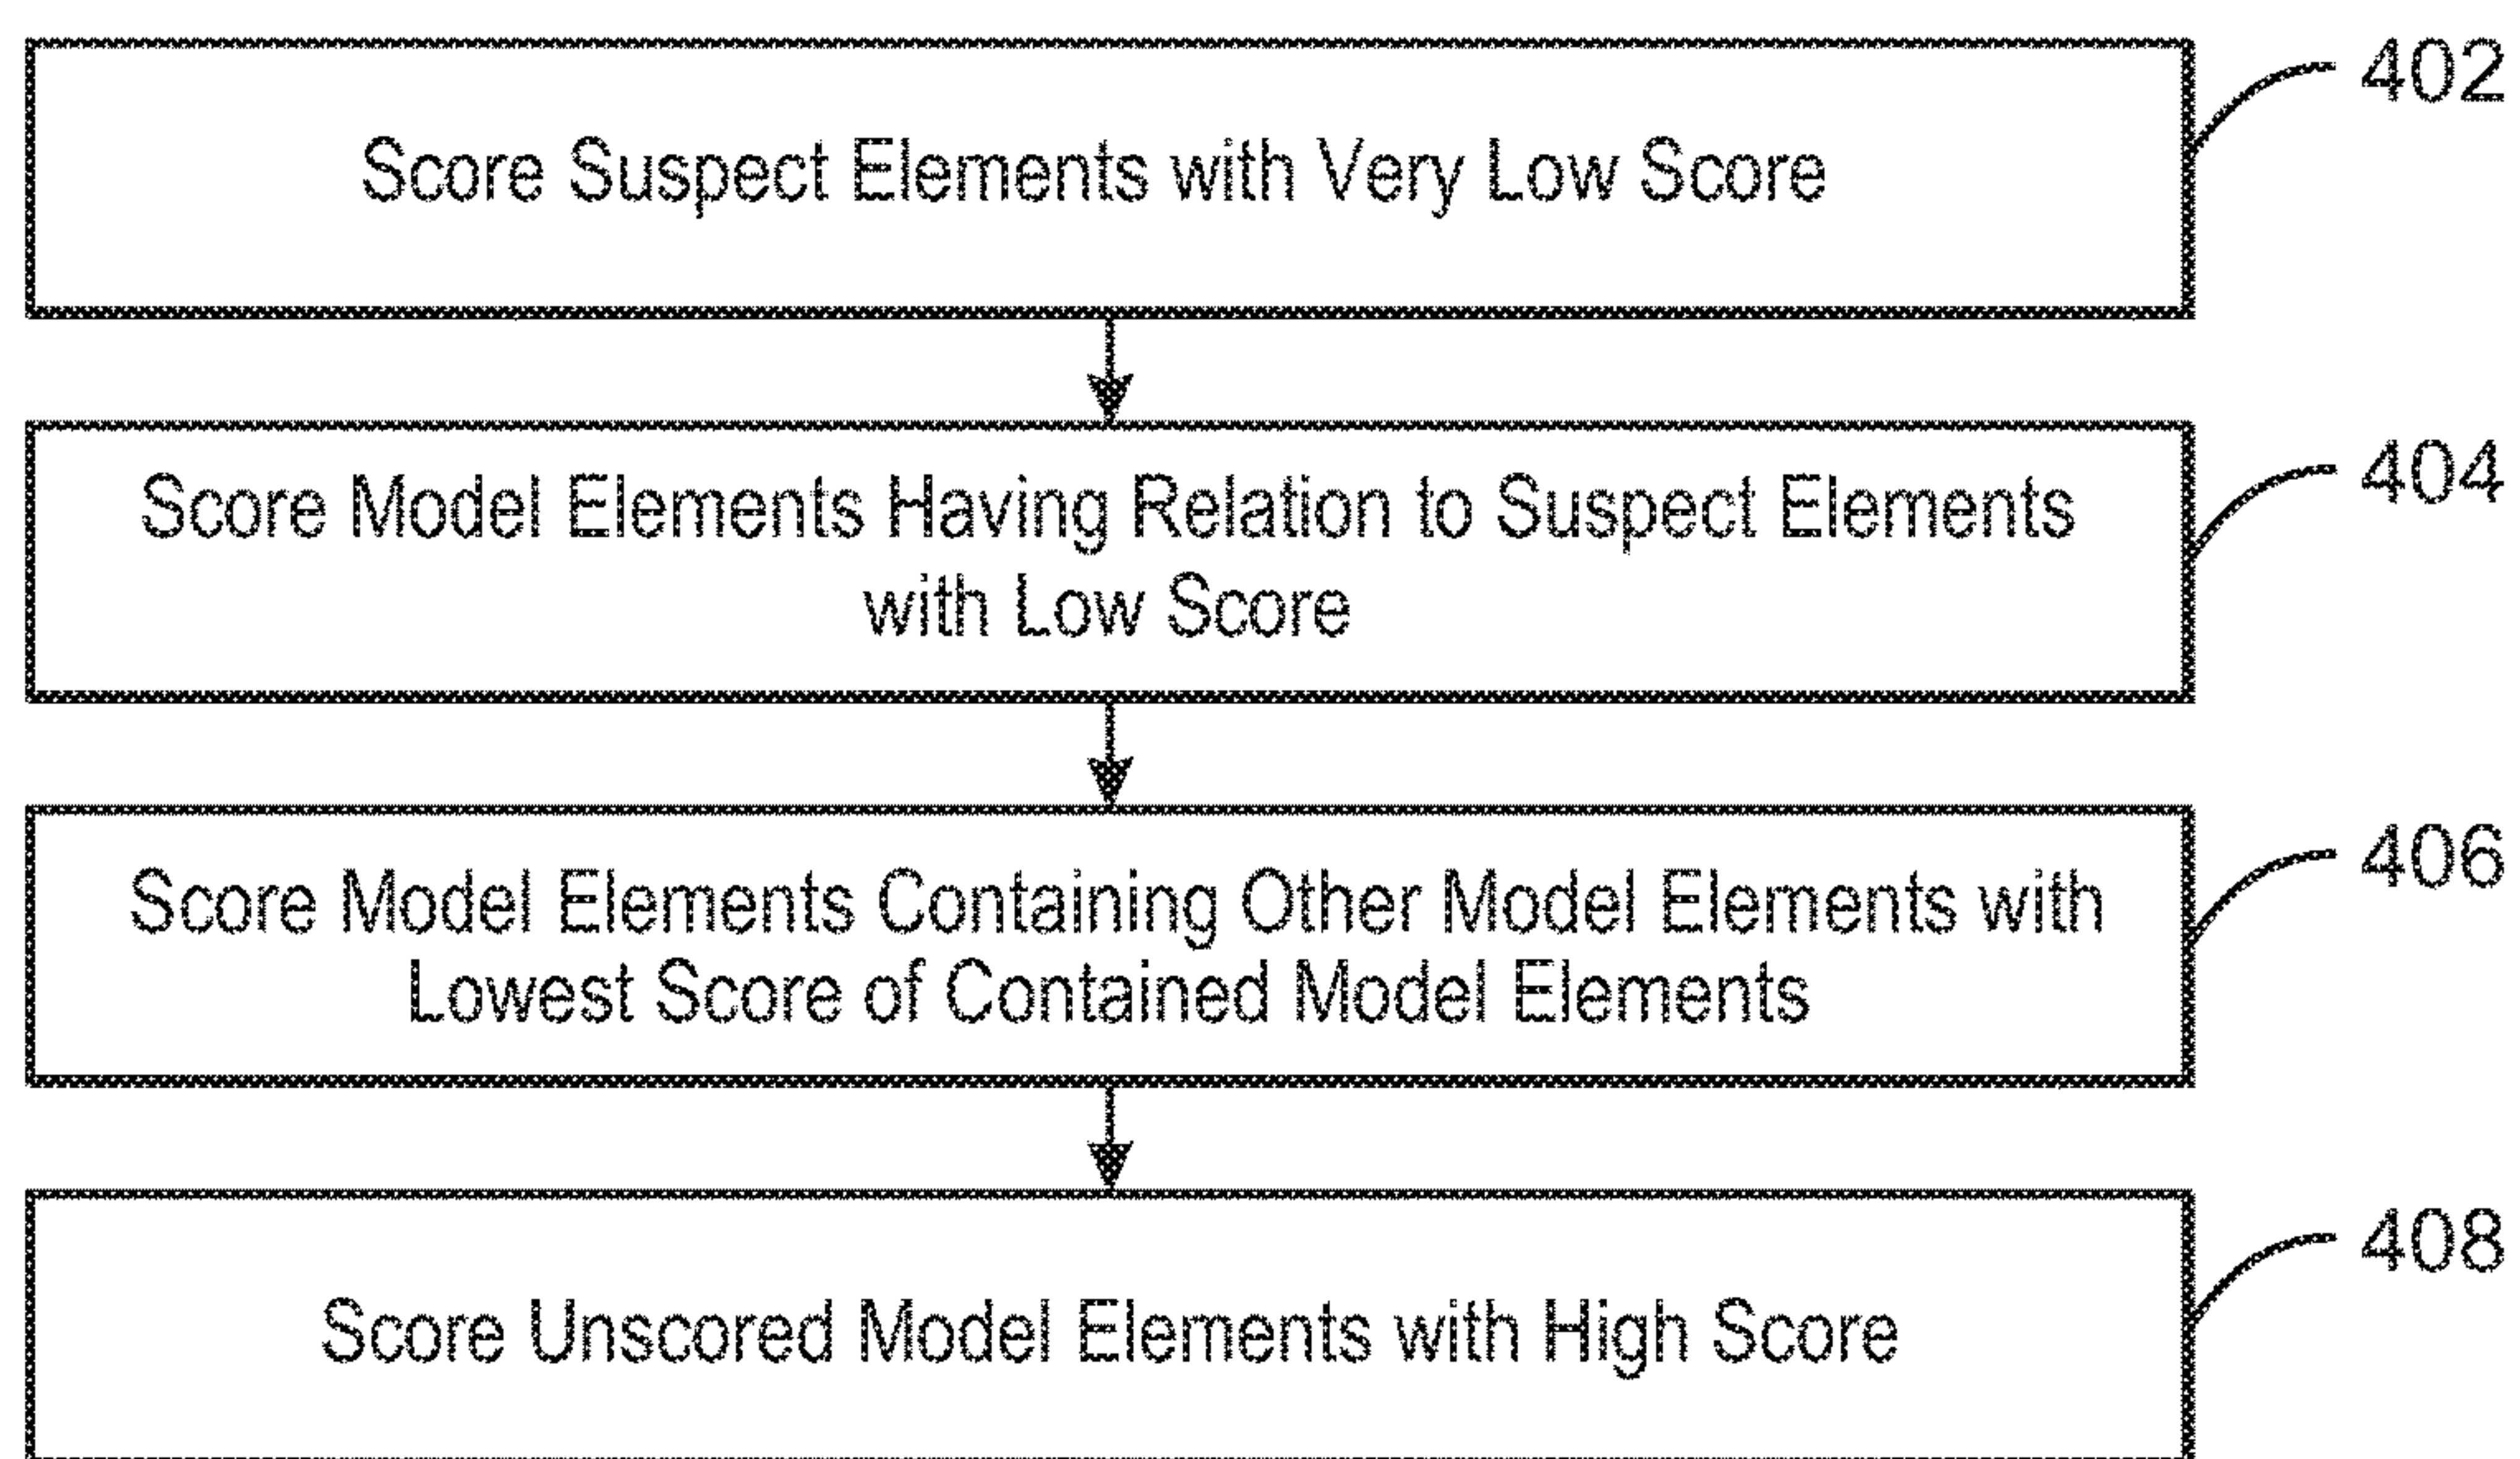 Score Suspect Elements with Very Low Score
402
Score Model Elements Having Relation to Suspect Elements
with Low Score
404
Score Model Elements Containing Other Model Elements with
Lowest Score of Contained Model Elements
406
Score Unscored Model Elements with High Score
408